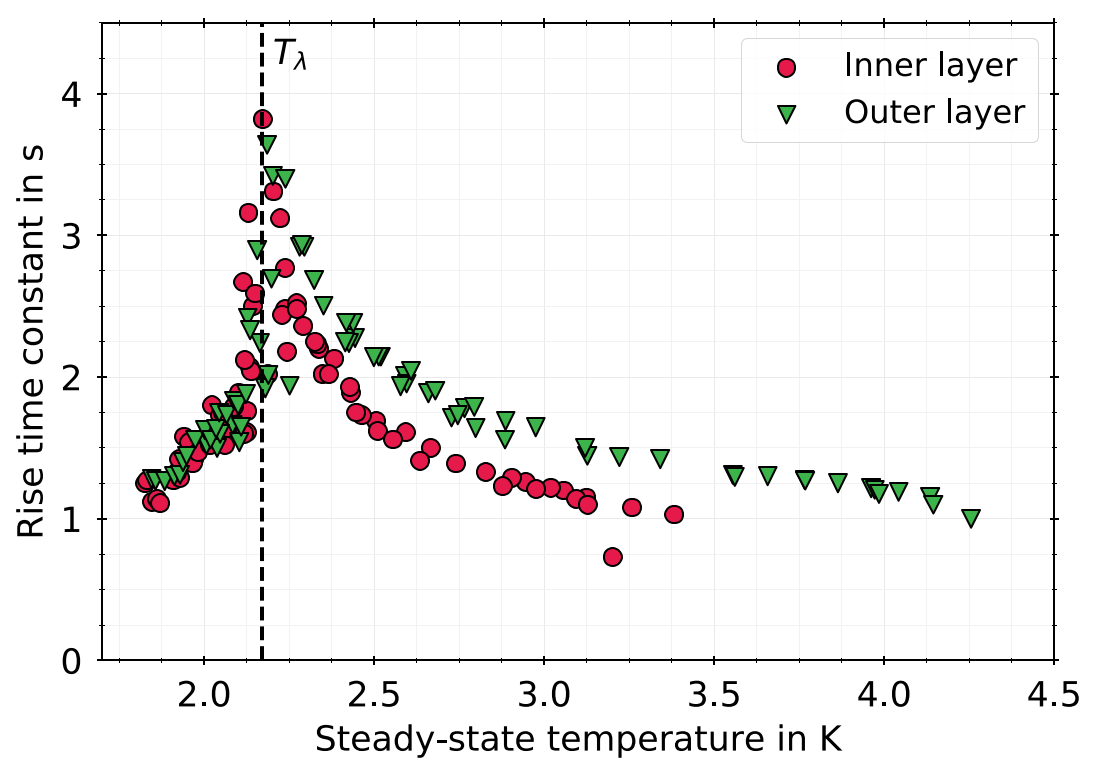 Tλ
Inner layer
Outer layer
Rise time constant in s
4
3
2
1
0
2.0 2.5 3.0 3.5 4.0 4.5
Steady-state temperature in K